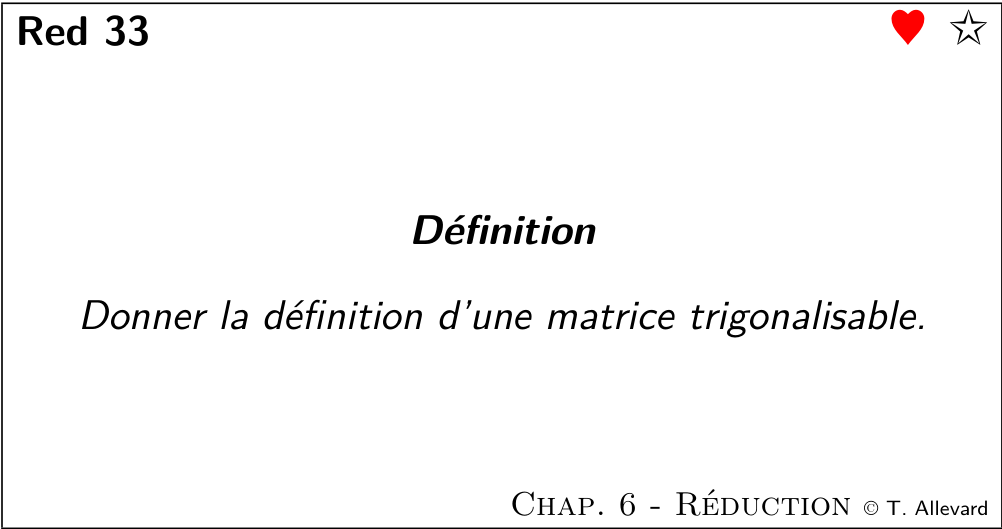 Red 33
Définition
Donner la définition d'une matrice trigonalisable.
Chap. 6 - Réduction © T. Allevard